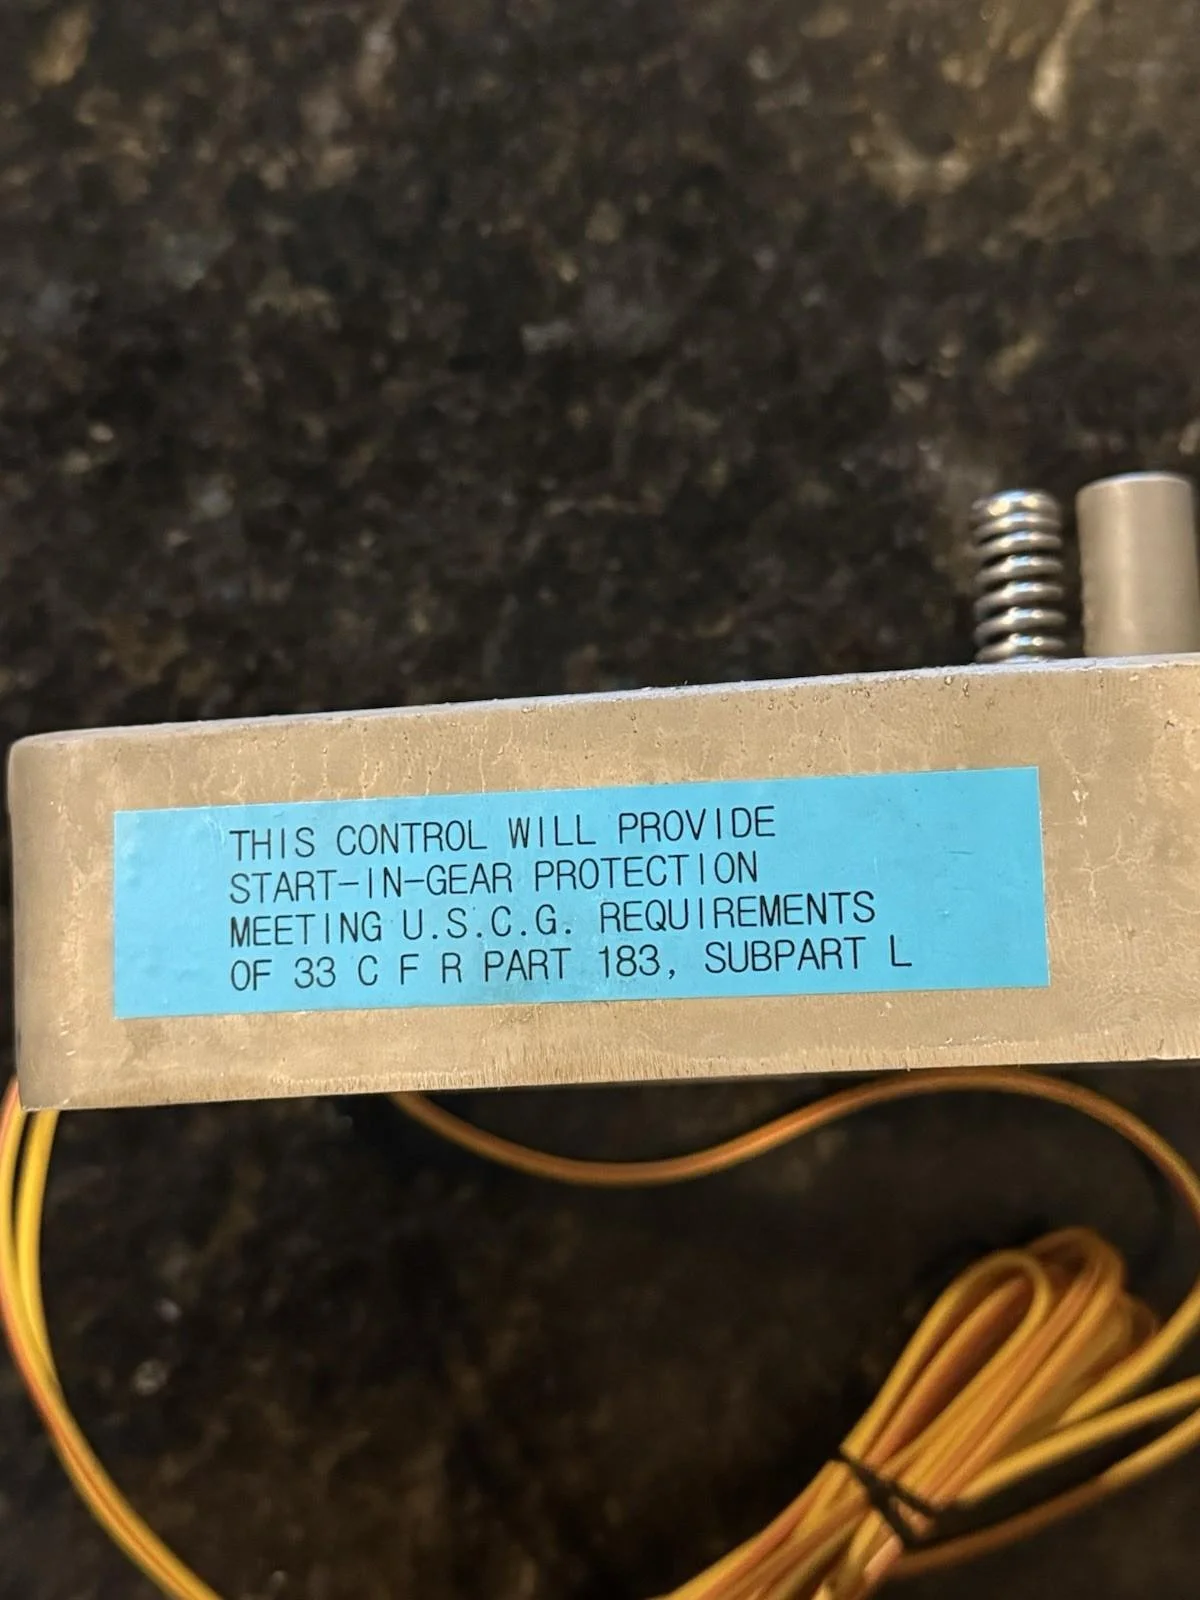 THIS CONTROL WILL PROVIDE
START-IN-GEAR PROTECTION
MEETING U.S.C.G. REQUIREMENTS
OF 33 C F R PART 183, SUBPART L